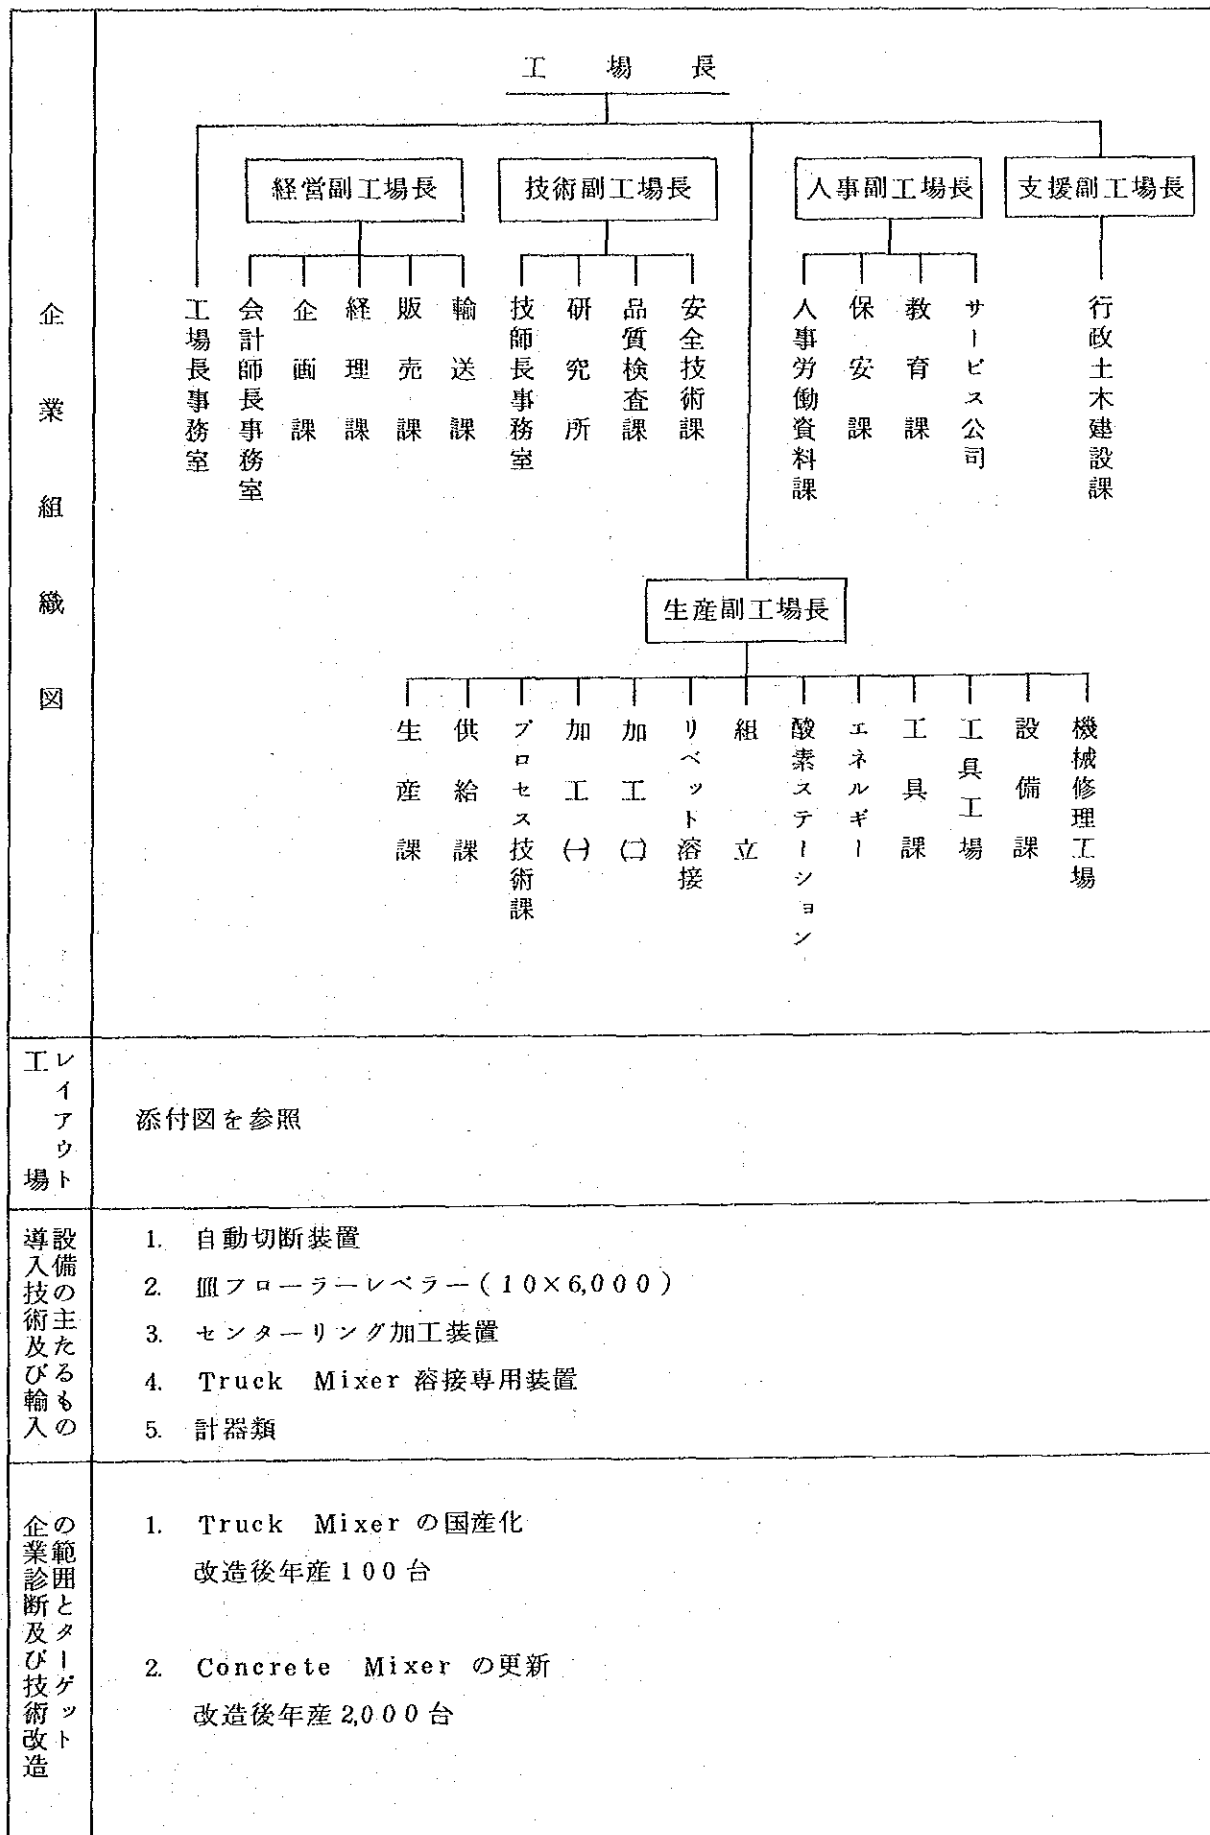 企業組織図
工場長
経営副工場長
技術副工場長
人事副工場長
支援副工場長
工場長事務室
会計師長事務室
企画課
経理課
販売課
輸送課
技師長事務室
研究所
品質検査課
安全技術課
人事労働資料課
保安課
教育課
サービス公司
行政土木建設課
生産副工場長
生産課
供給課
プロセス技術課
加工㈠
加工㈡
リベット溶接
組立
酸素ステーション
エネルギー
工具課
工具工場
設備課
機械修理工場
工場
レイアウト
添付図を参照
導入技術及び輸入
設備の主たるもの
1. 自動切断装置
2. 皿フローラーレベラー(10×6,000)
3. センターリング加工装置
4. Truck Mixer 溶接専用装置
5. 計器類
企業診断及び技術改造
の範囲とターゲット
1. Truck Mixer の国産化
改造後年産100台
2. Concrete Mixer の更新
改造後年産2,000台